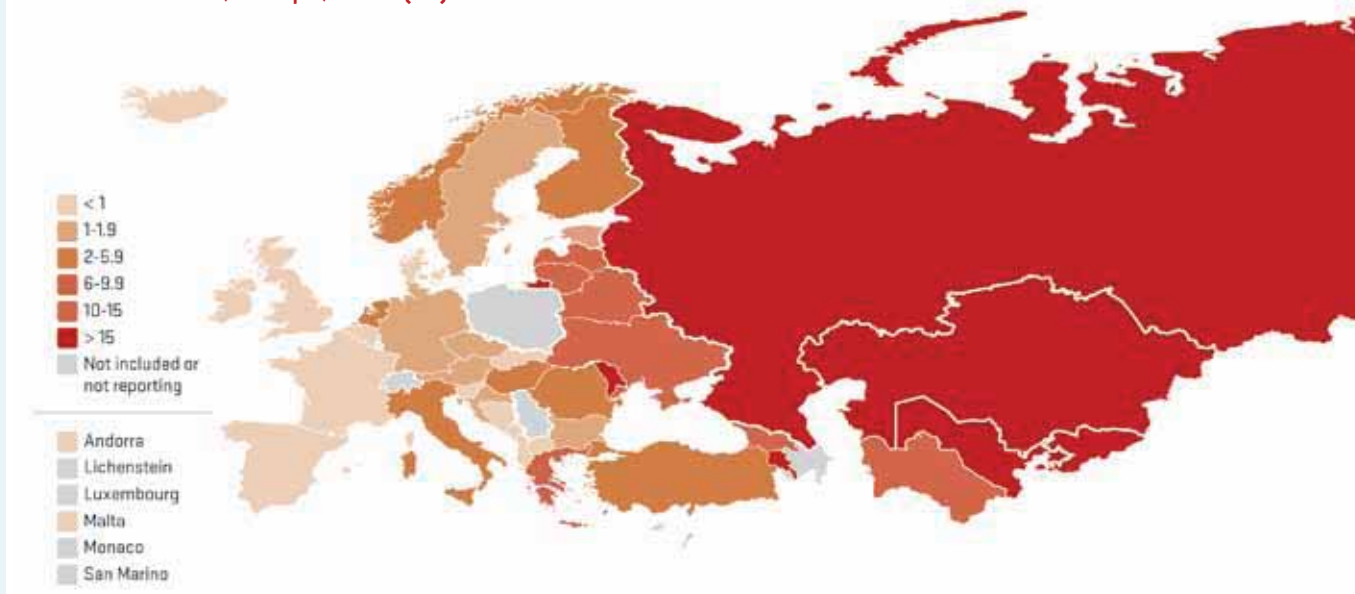 < 1
1-1.9
2-5.9
6-9.9
10-15
> 15
Not included or
not reporting
Andorra
Lichenstein
Luxembourg
Malta
Monaco
San Marino